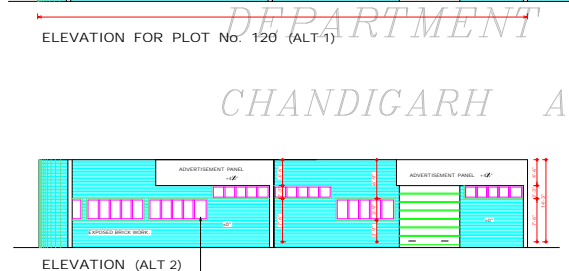 DEPARTMENT
ELEVATION FOR PLOT No. 120 (ALT 1)
CHANDIGARH A
ADVERTISEMENT PANEL
ADVERTISEMENT PANEL
EXPOSED BRICK WORK
ELEVATION (ALT 2)